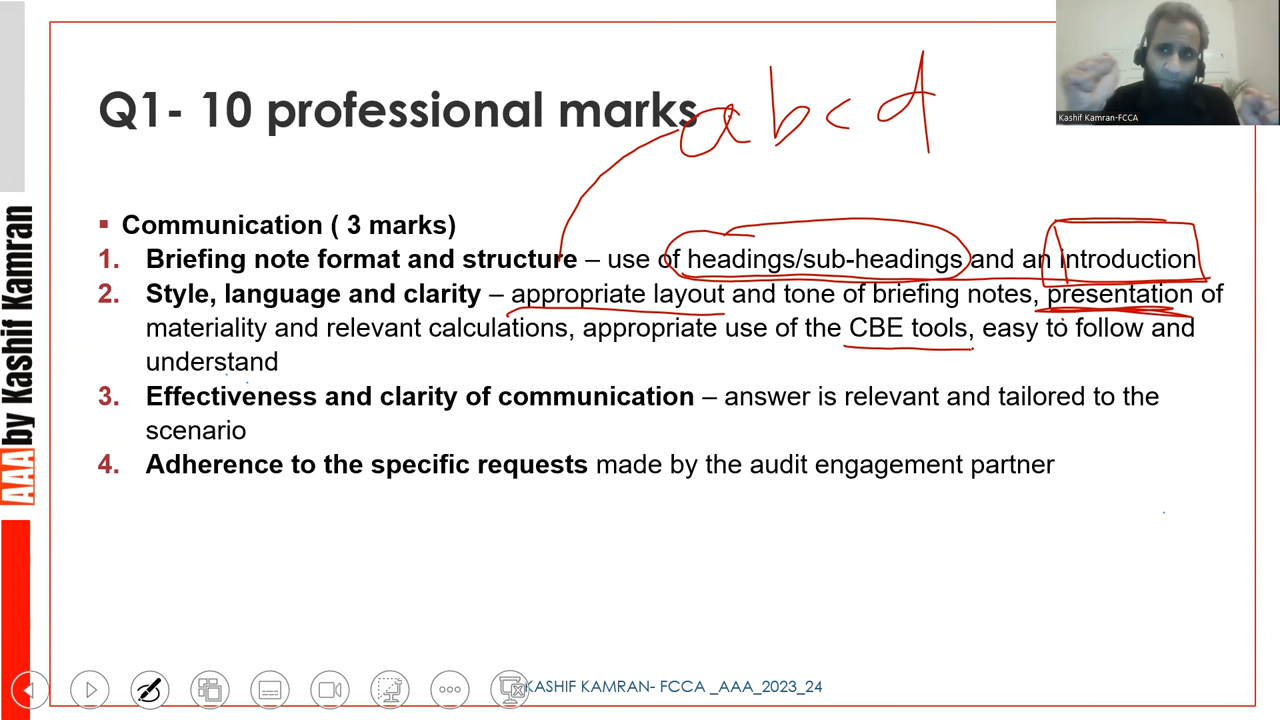 Q1- 10 professional marks
a b c d
Kashif Kamran-FCCA
▪ Communication ( 3 marks)
1. Briefing note format and structure – use of headings/sub-headings and an introduction
2. Style, language and clarity – appropriate layout and tone of briefing notes, presentation of
materiality and relevant calculations, appropriate use of the CBE tools, easy to follow and
understand
3. Effectiveness and clarity of communication – answer is relevant and tailored to the
scenario
4. Adherence to the specific requests made by the audit engagement partner
AAA by Kashif Kamran
KASHIF KAMRAN- FCCA _AAA_2023_24